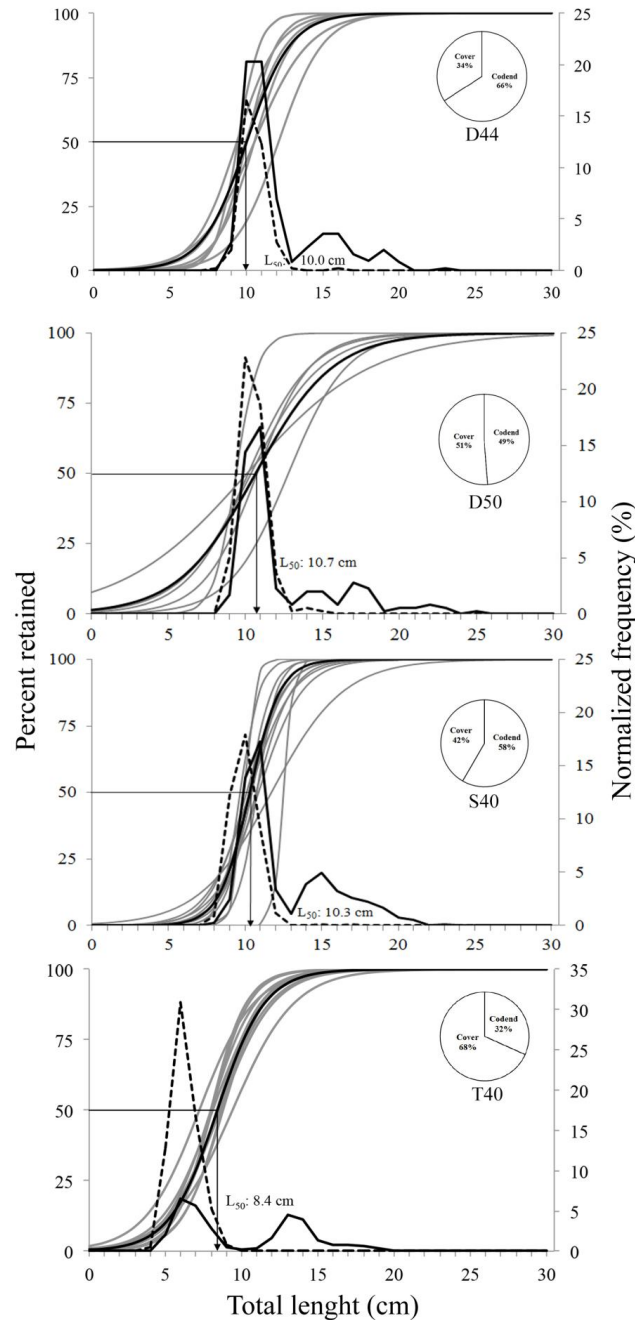 100
75
50
25
0
25
20
15
10
5
0
0 5 10 15 20 25 30
Cover
34%
Codend
66%
D44
L50: 10.0 cm
100
75
50
25
0
25
20
15
10
5
0
0 5 10 15 20 25 30
Cover
51%
Codend
49%
D50
L50: 10.7 cm
Percent retained
Normalized frequency (%)
100
75
50
25
0
25
20
15
10
5
0
0 5 10 15 20 25 30
Cover
42%
Codend
58%
S40
L50: 10.3 cm
100
75
50
25
0
35
30
25
20
15
10
5
0
0 5 10 15 20 25 30
Codend
32%
Cover
68%
T40
L50: 8.4 cm
Total lenght (cm)